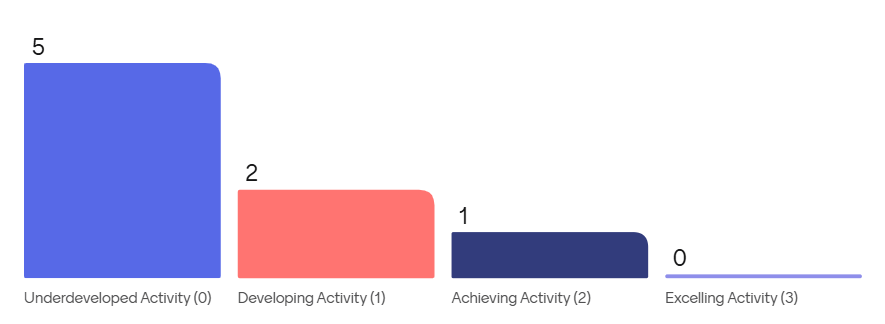 5
2
1
0
Underdeveloped Activity (0)
Developing Activity (1)
Achieving Activity (2)
Excelling Activity (3)